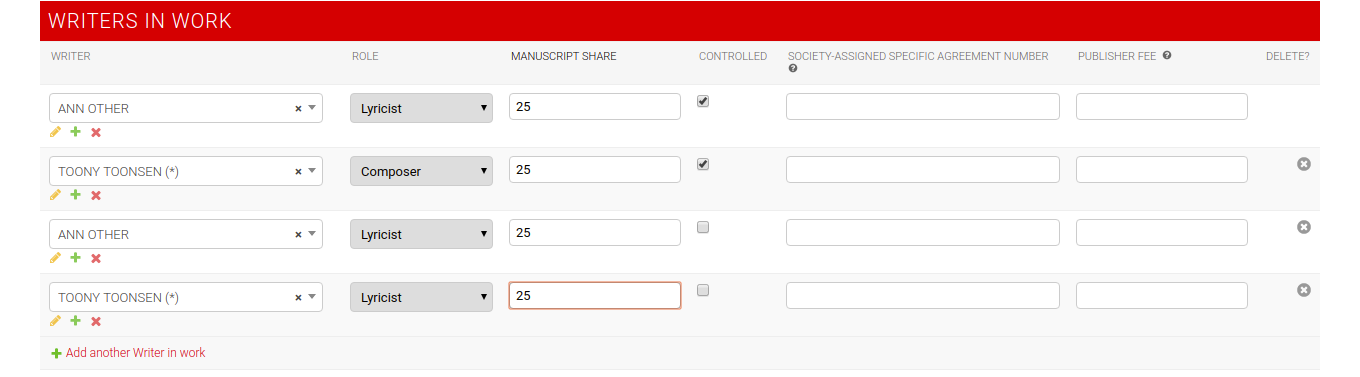 WRITERS IN WORK
WRITER ROLE MANUSCRIPT SHARE CONTROLLED SOCIETY-ASSIGNED SPECIFIC AGREEMENT NUMBER PUBLISHER FEE DELETE?
ANN OTHER Lyricist 25
TOONY TOONSEN (*) Composer 25
ANN OTHER Lyricist 25
TOONY TOONSEN (*) Lyricist 25
Add another Writer in work